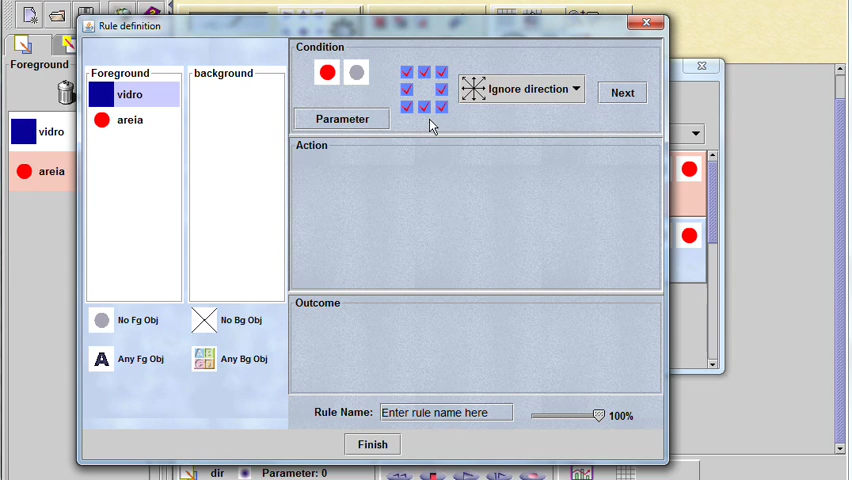 Rule definition
Foreground
vidro
areia
Foreground
vidro
areia
background
No Fg Obj
No Bg Obj
Any Fg Obj
Any Bg Obj
Condition
Ignore direction
Next
Parameter
Action
Outcome
Rule Name:
Enter rule name here
100%
Finish
dir
Parameter: 0